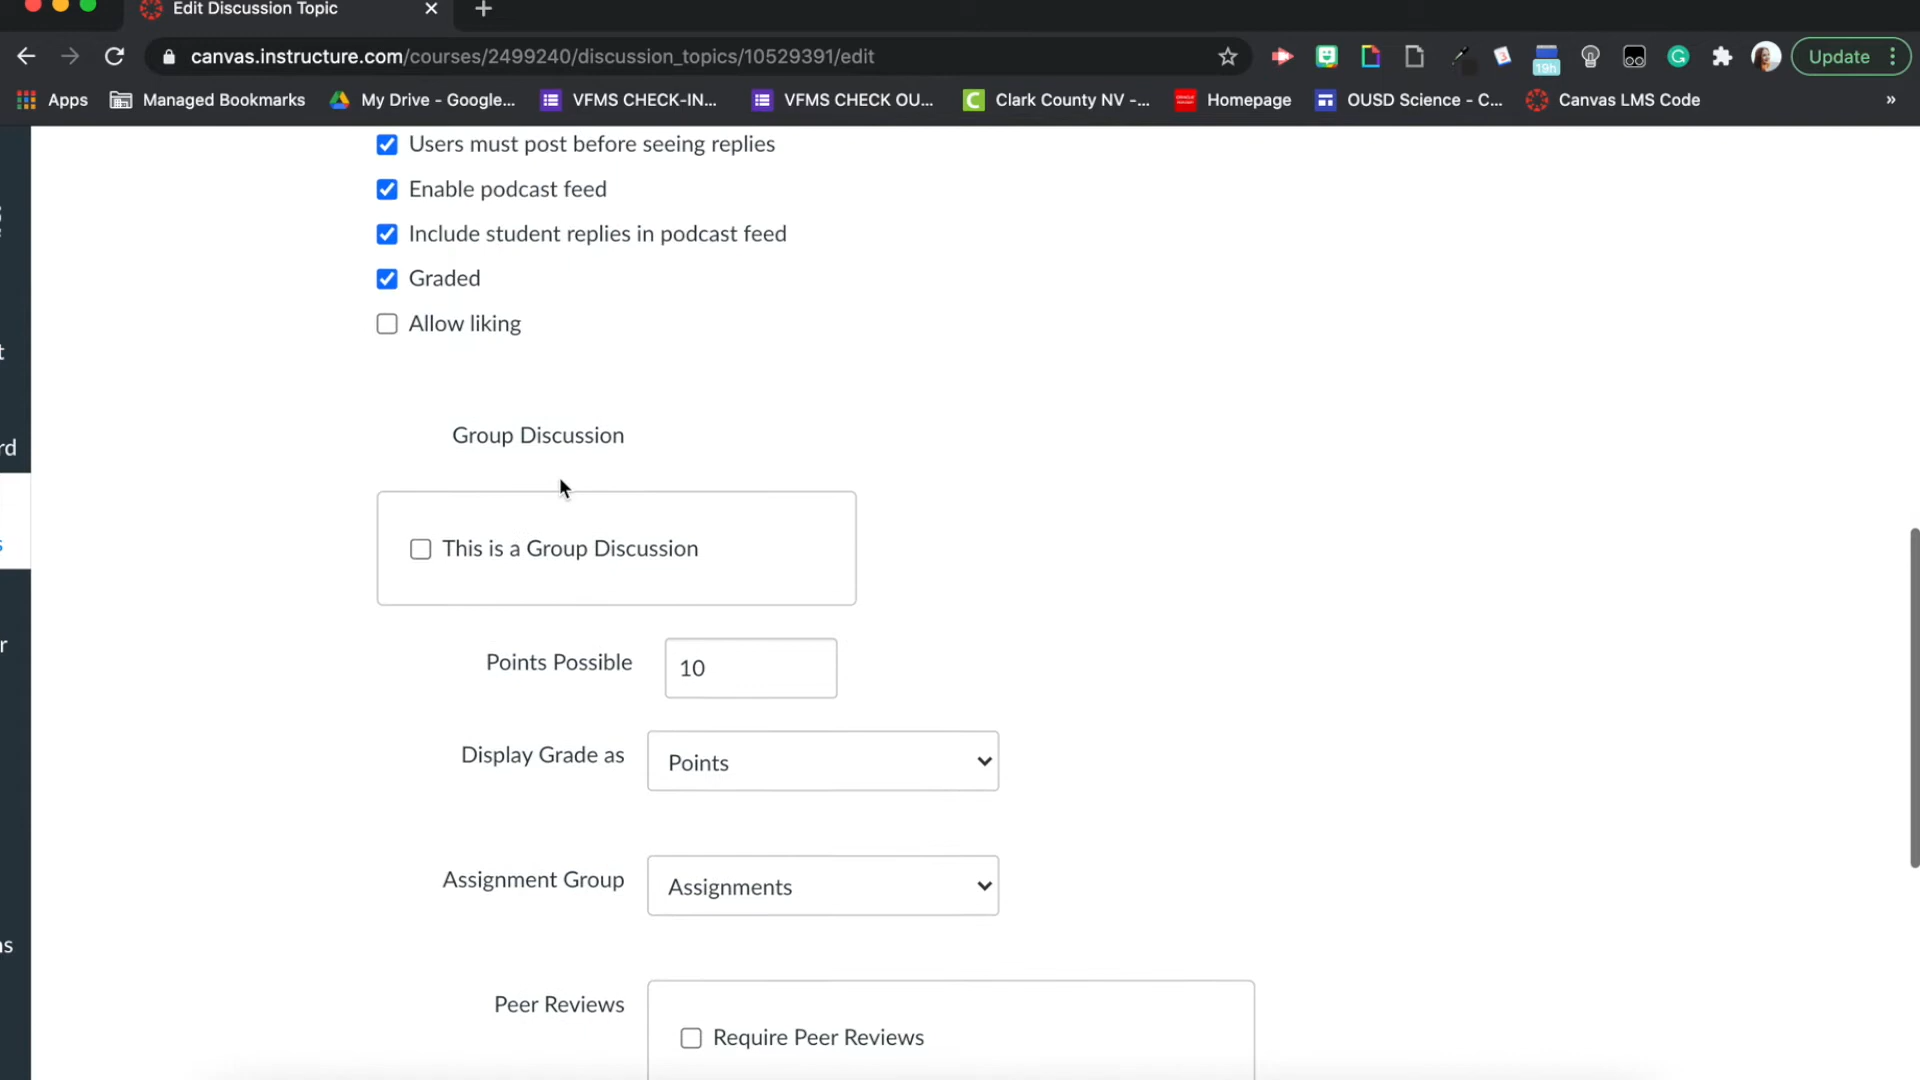 Edit Discussion Topic
canvas.instructure.com/courses/2499240/discussion_topics/10529391/edit
19h
Update
Apps
Managed Bookmarks
My Drive - Google...
VFMS CHECK-IN...
VFMS CHECK OU...
Clark County NV -...
Homepage
OUSD Science - C...
Canvas LMS Code
»
Users must post before seeing replies
Enable podcast feed
Include student replies in podcast feed
Graded
Allow liking
t
Group Discussion
rd
This is a Group Discussion
s
r
Points Possible
10
Display Grade as
Points
Assignment Group
Assignments
ns
Peer Reviews
Require Peer Reviews